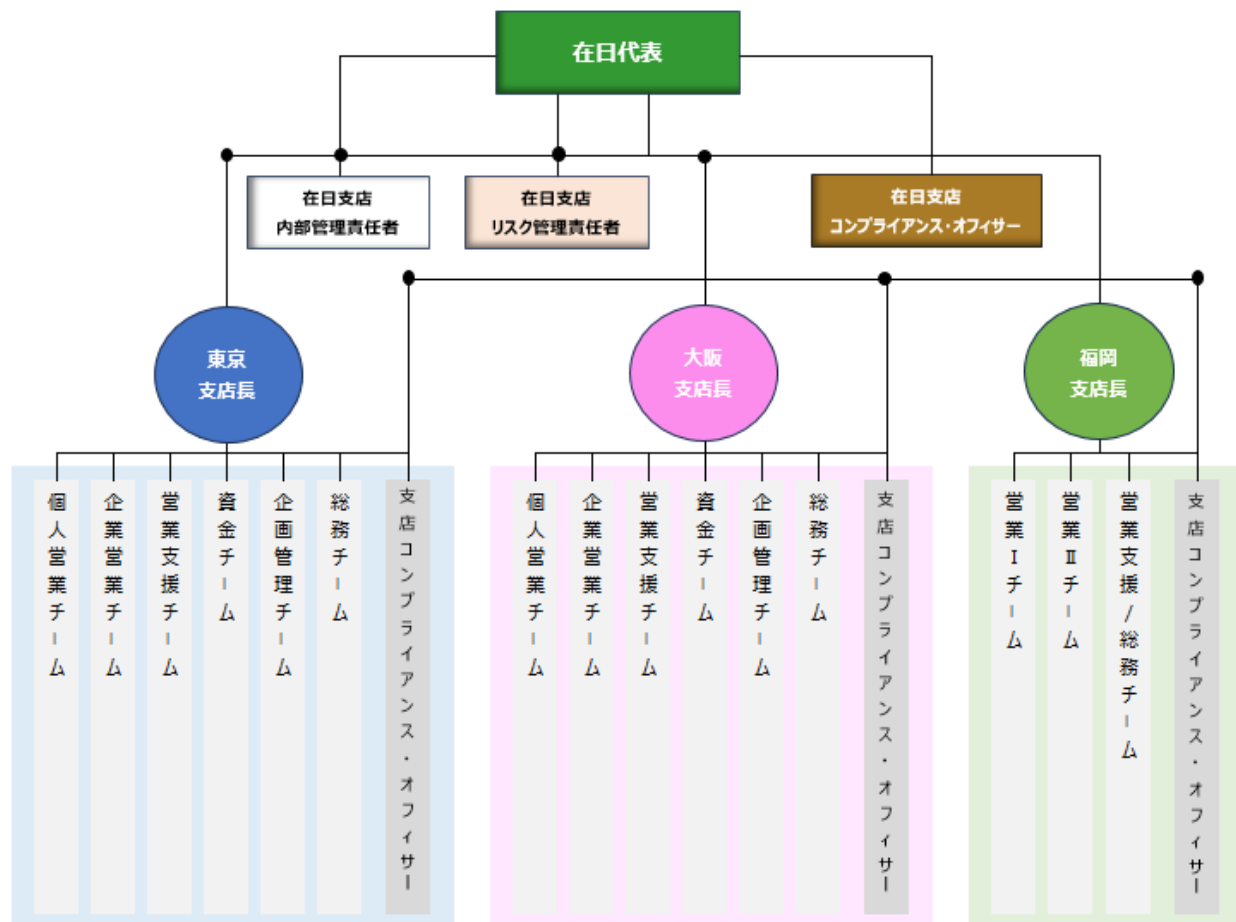 在日代表
在日支店
内部管理責任者
在日支店
リスク管理責任者
在日支店
コンプライアンス・オフィサー
東京
支店長
大阪
支店長
福岡
支店長
個人営業チーム
企業営業チーム
営業支援チーム
資金チーム
企画管理チーム
総務チーム
支店コンプライアンス・オフィサー
個人営業チーム
企業営業チーム
営業支援チーム
資金チーム
企画管理チーム
総務チーム
支店コンプライアンス・オフィサー
営業Ⅰチーム
営業Ⅱチーム
営業支援/総務チーム
支店コンプライアンス・オフィサー